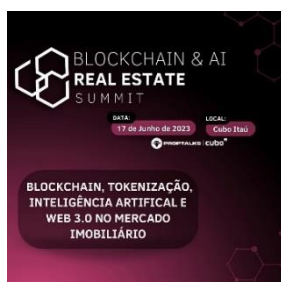 BLOCKCHAIN & AI
REAL ESTATE
SUMMIT
DATA:
17 de Junho de 2023
LOCAL:
Cubo Itaú
PROPTALKS | CUBO
BLOCKCHAIN, TOKENIZAÇÃO,
INTELIGÊNCIA ARTIFICAL E
WEB 3.0 NO MERCADO
IMOBILIÁRIO